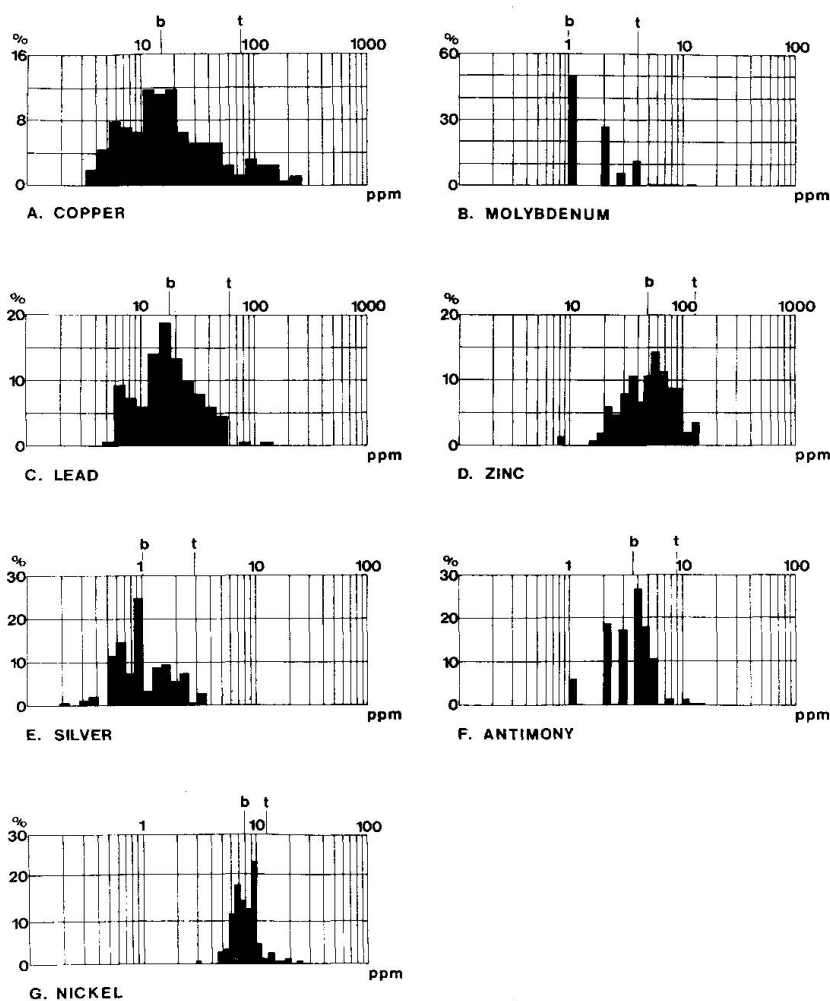 b t
% 10 100 1000
16
8
0
ppm
A. COPPER
b t
% 1 10 100
60
30
0
ppm
B. MOLYBDENUM
b t
% 10 100 1000
20
10
0
ppm
C. LEAD
b t
% 10 100 1000
20
10
0
ppm
D. ZINC
b t
% 1 10 100
30
20
10
0
ppm
E. SILVER
b t
% 1 10 100
30
20
10
0
ppm
F. ANTIMONY
b t
% 1 10 100
30
20
10
0
ppm
G. NICKEL